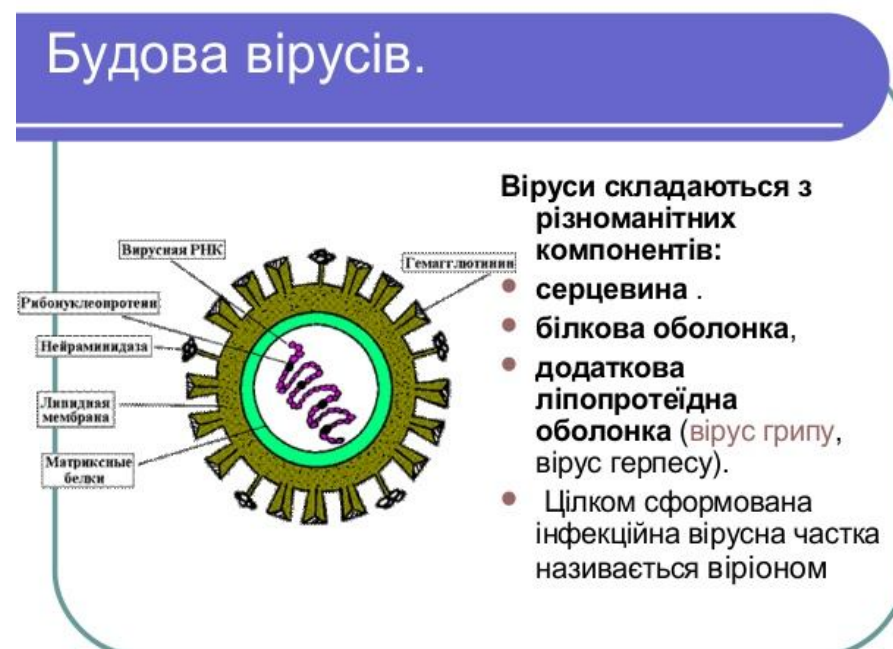 Будова вірусів.
Вирусная РНК
Гемагглютинин
Рибонуклеопротеин
Нейраминидаза
Липидная
мембрана
Матриксные
белки
Віруси складаються з
різноманітних
компонентів:
серцевина .
білкова оболонка,
додаткова
ліпопротеїдна
оболонка (вірус грипу,
вірус герпесу).
Цілком сформована
інфекційна вірусна частка
називається віріоном